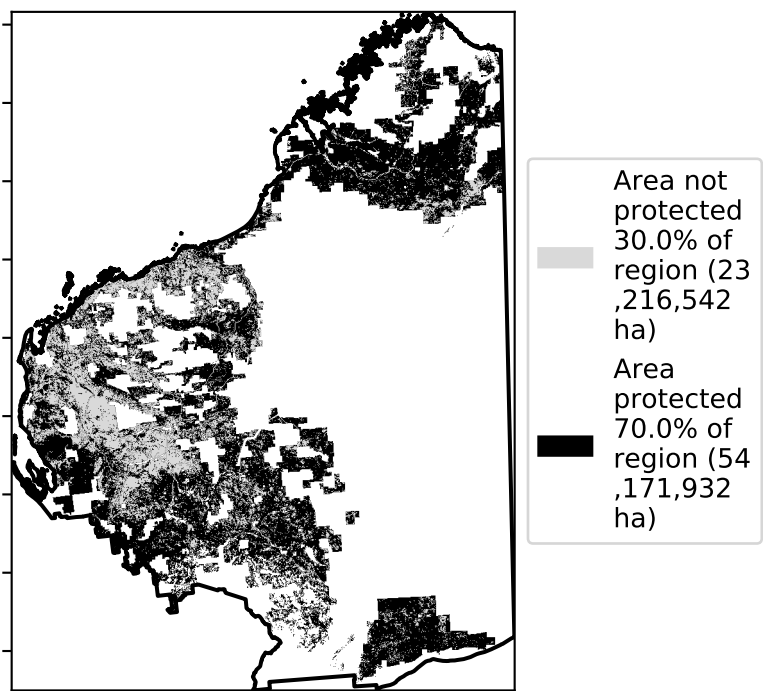 Area not
protected
30.0% of
region (23
,216,542
ha)
Area
protected
70.0% of
region (54
,171,932
ha)